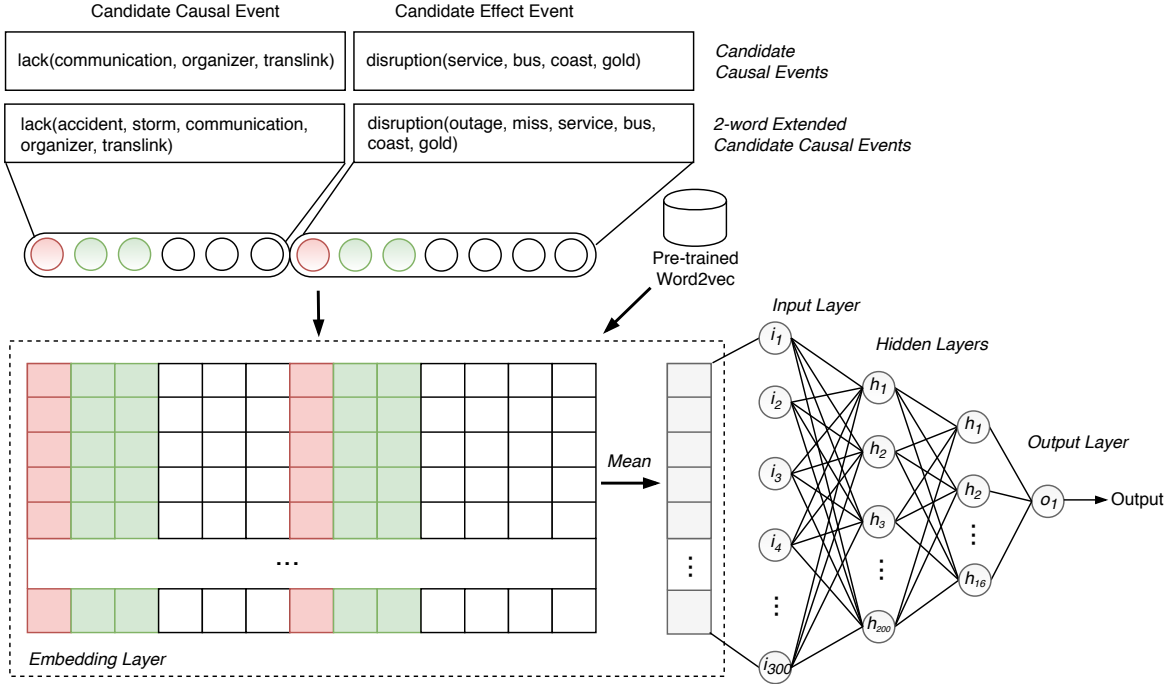 Candidate Causal Event
Candidate Effect Event
lack(communication, organizer, translink)
disruption(service, bus, coast, gold)
Candidate
Causal Events
lack(accident, storm, communication,
organizer, translink)
disruption(outage, miss, service, bus,
coast, gold)
2-word Extended
Candidate Causal Events
Pre-trained
Word2vec
Input Layer
Hidden Layers
Output Layer
i1
i2
i3
i4
⋮
i300
h1
h2
h3
⋮
h200
h1
h2
⋮
h16
o1
Output
Mean
...
⋮
Embedding Layer